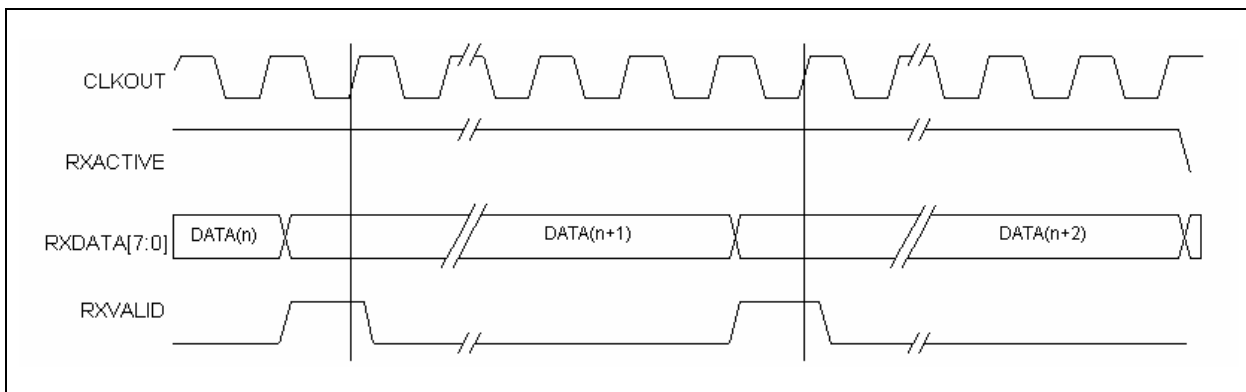 CLKOUT
RXACTIVE
RXDATA[7:0] DATA(n) DATA(n+1) DATA(n+2)
RXVALID